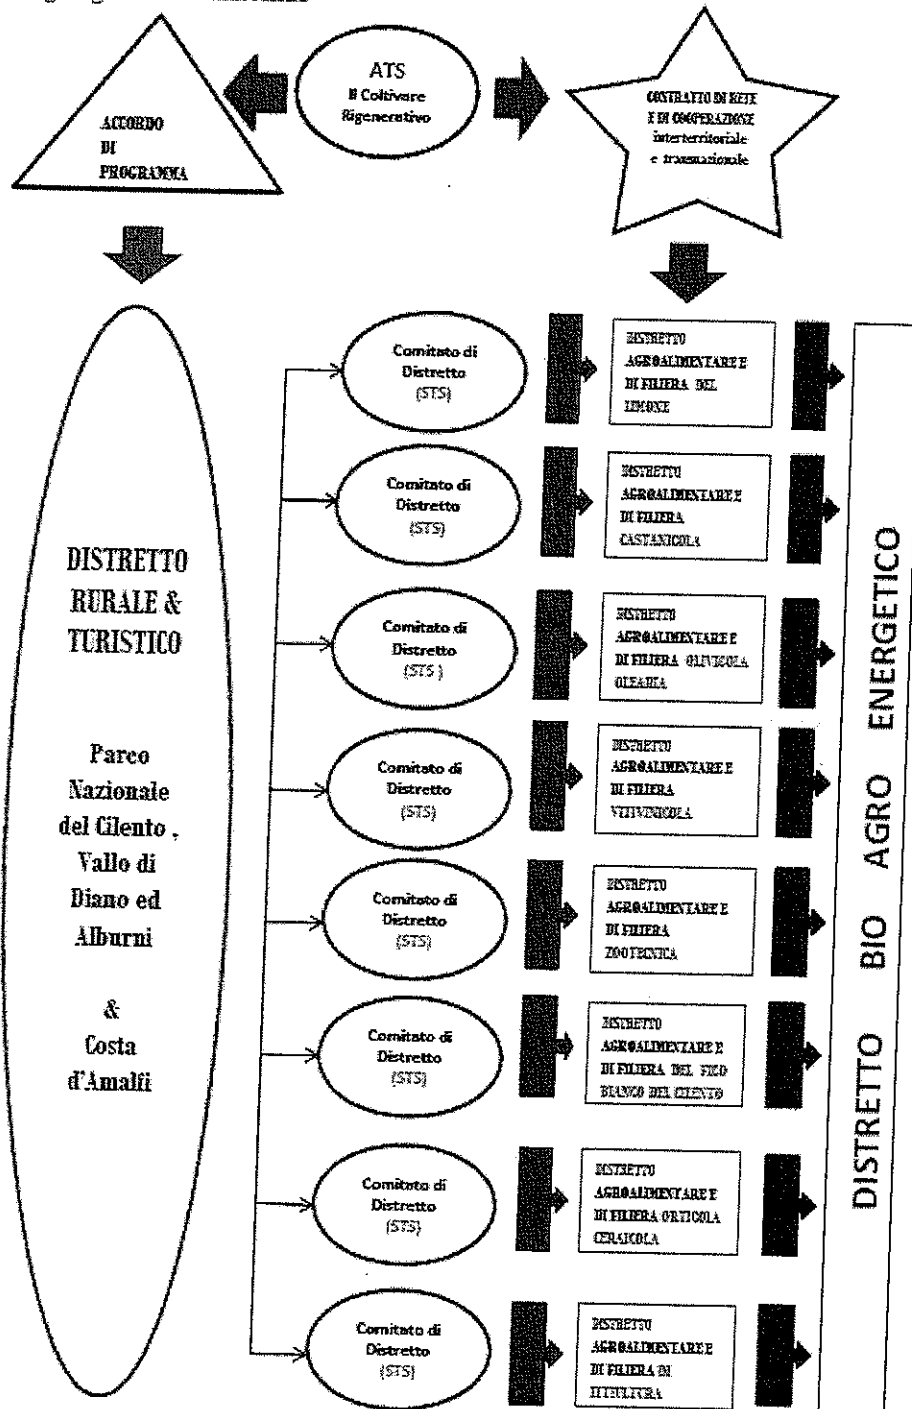 ATS
Il Coltivare
Rigenerativo
ACCORDO
DI
PROGRAMMA
CONTRATTO DI RETE
E DI COOPERAZIONE
interterritoriale
e transnazionale
DISTRETTO
RURALE &
TURISTICO
Parco
Nazionale
del Cilento ,
Vallo di
Diano ed
Alburni
&
Costa
d'Amalfi
Comitato di
Distretto
(STS)
DISTRETTO
AGROALIMENTARE E
DI FILIERA DEL
LIMONE
Comitato di
Distretto
(STS)
DISTRETTO
AGROALIMENTARE E
DI FILIERA
CASTANICOLA
Comitato di
Distretto
(STS )
DISTRETTO
AGROALIMENTARE E
DI FILIERA OLIVICOLA
OLEARIA
Comitato di
Distretto
(STS)
DISTRETTO
AGROALIMENTARE E
DI FILIERA
VITIVINICOLA
Comitato di
Distretto
(STS)
DISTRETTO
AGROALIMENTARE E
DI FILIERA
ZOOTECNICA
Comitato di
Distretto
(STS)
DISTRETTO
AGROALIMENTARE E
DI FILIERA DEL FICO
BIANCO DEL CILENTO
Comitato di
Distretto
(STS)
DISTRETTO
AGROALIMENTARE E
DI FILIERA ORTICOLA
Comitato di
Distretto
(STS)
DISTRETTO
AGROALIMENTARE E
DI FILIERA DI
DISTRETTO BIO AGRO ENERGETICO